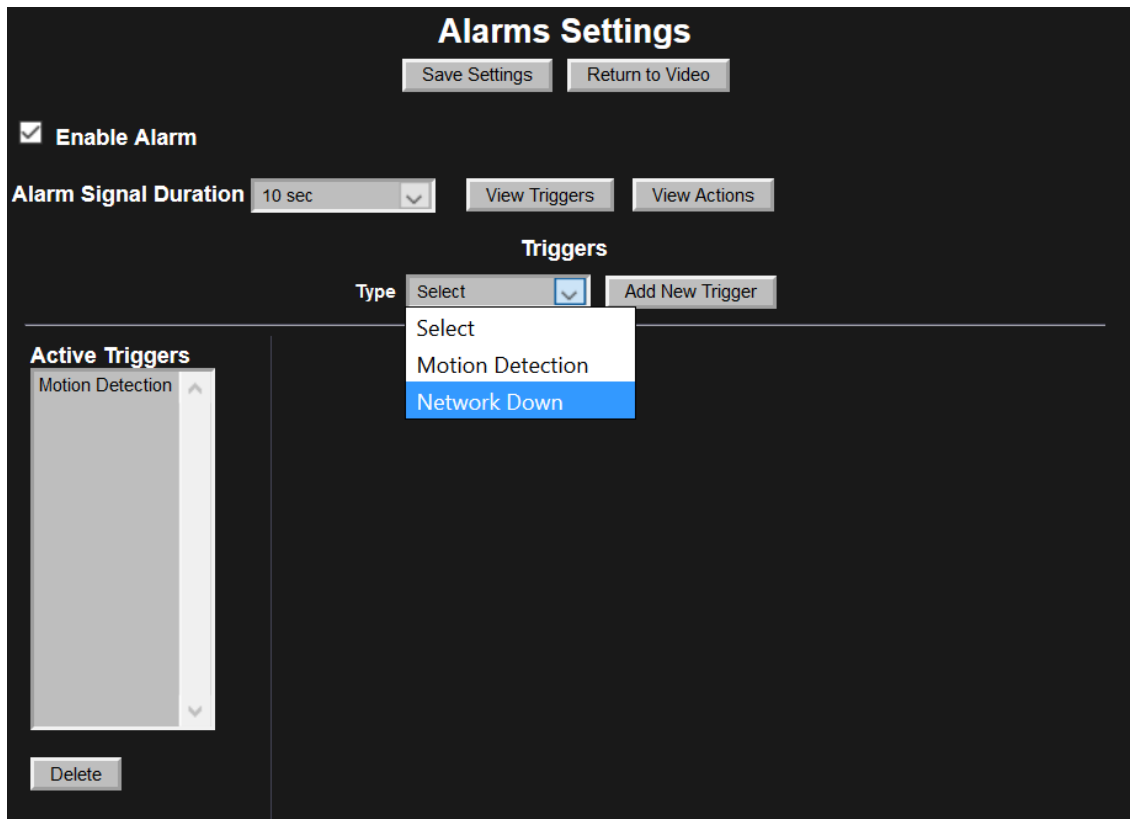 Alarms Settings
Save Settings Return to Video
Enable Alarm
Alarm Signal Duration 10 sec View Triggers View Actions
Triggers
Type Select Add New Trigger
Select
Motion Detection
Network Down
Active Triggers
Motion Detection
Delete